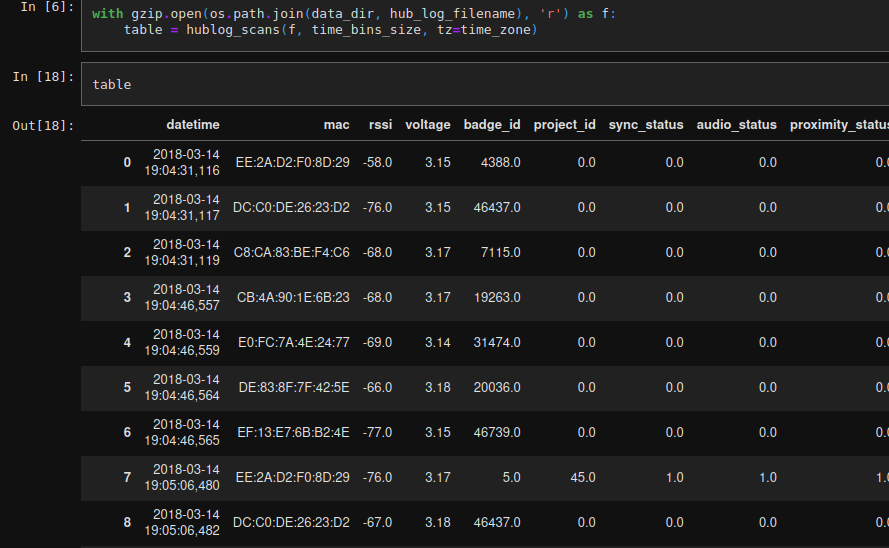 In [6]: with gzip.open(os.path.join(data_dir, hub_log_filename), 'r') as f:
table = hublog_scans(f, time_bins_size, tz=time_zone)
In [18]: table
Out[18]:
datetime mac rssi voltage badge_id project_id sync_status audio_status proximity_status
0 2018-03-14 19:04:31,116 EE:2A:D2:F0:8D:29 -58.0 3.15 4388.0 0.0 0.0 0.0 0.0
1 2018-03-14 19:04:31,117 DC:C0:DE:26:23:D2 -76.0 3.15 46437.0 0.0 0.0 0.0 0.0
2 2018-03-14 19:04:31,119 C8:CA:83:BE:F4:C6 -68.0 3.17 7115.0 0.0 0.0 0.0 0.0
3 2018-03-14 19:04:46,557 CB:4A:90:1E:6B:23 -68.0 3.17 19263.0 0.0 0.0 0.0 0.0
4 2018-03-14 19:04:46,559 E0:FC:7A:4E:24:77 -69.0 3.14 31474.0 0.0 0.0 0.0 0.0
5 2018-03-14 19:04:46,564 DE:83:8F:7F:42:5E -66.0 3.18 20036.0 0.0 0.0 0.0 0.0
6 2018-03-14 19:04:46,565 EF:13:E7:6B:B2:4E -77.0 3.15 46739.0 0.0 0.0 0.0 0.0
7 2018-03-14 19:05:06,480 EE:2A:D2:F0:8D:29 -76.0 3.17 5.0 45.0 1.0 1.0 1.0
8 2018-03-14 19:05:06,482 DC:C0:DE:26:23:D2 -67.0 3.18 46437.0 0.0 0.0 0.0 0.0